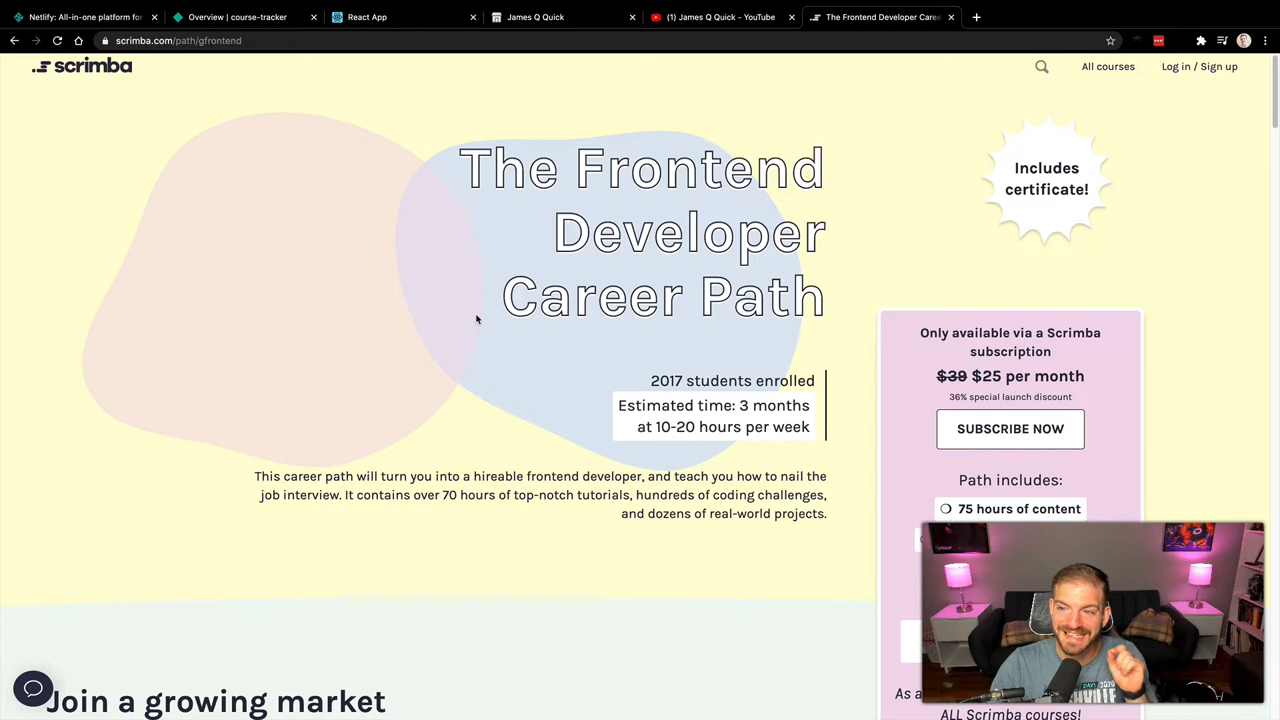 Netlify: All-in-one platform for
Overview | course-tracker
React App
James Q Quick
(1) James Q Quick - YouTube
The Frontend Developer Caree
scrimba.com/path/gfrontend
scrimba
All courses
Log in / Sign up
The Frontend
Developer
Career Path
Includes
certificate!
2017 students enrolled
Estimated time: 3 months
at 10-20 hours per week
This career path will turn you into a hireable frontend developer, and teach you how to nail the
job interview. It contains over 70 hours of top-notch tutorials, hundreds of coding challenges,
and dozens of real-world projects.
Only available via a Scrimba
subscription
$39 $25 per month
36% special launch discount
SUBSCRIBE NOW
Path includes:
75 hours of content
As a
ALL Scrimba courses!
Join a growing market
DAYS 2020